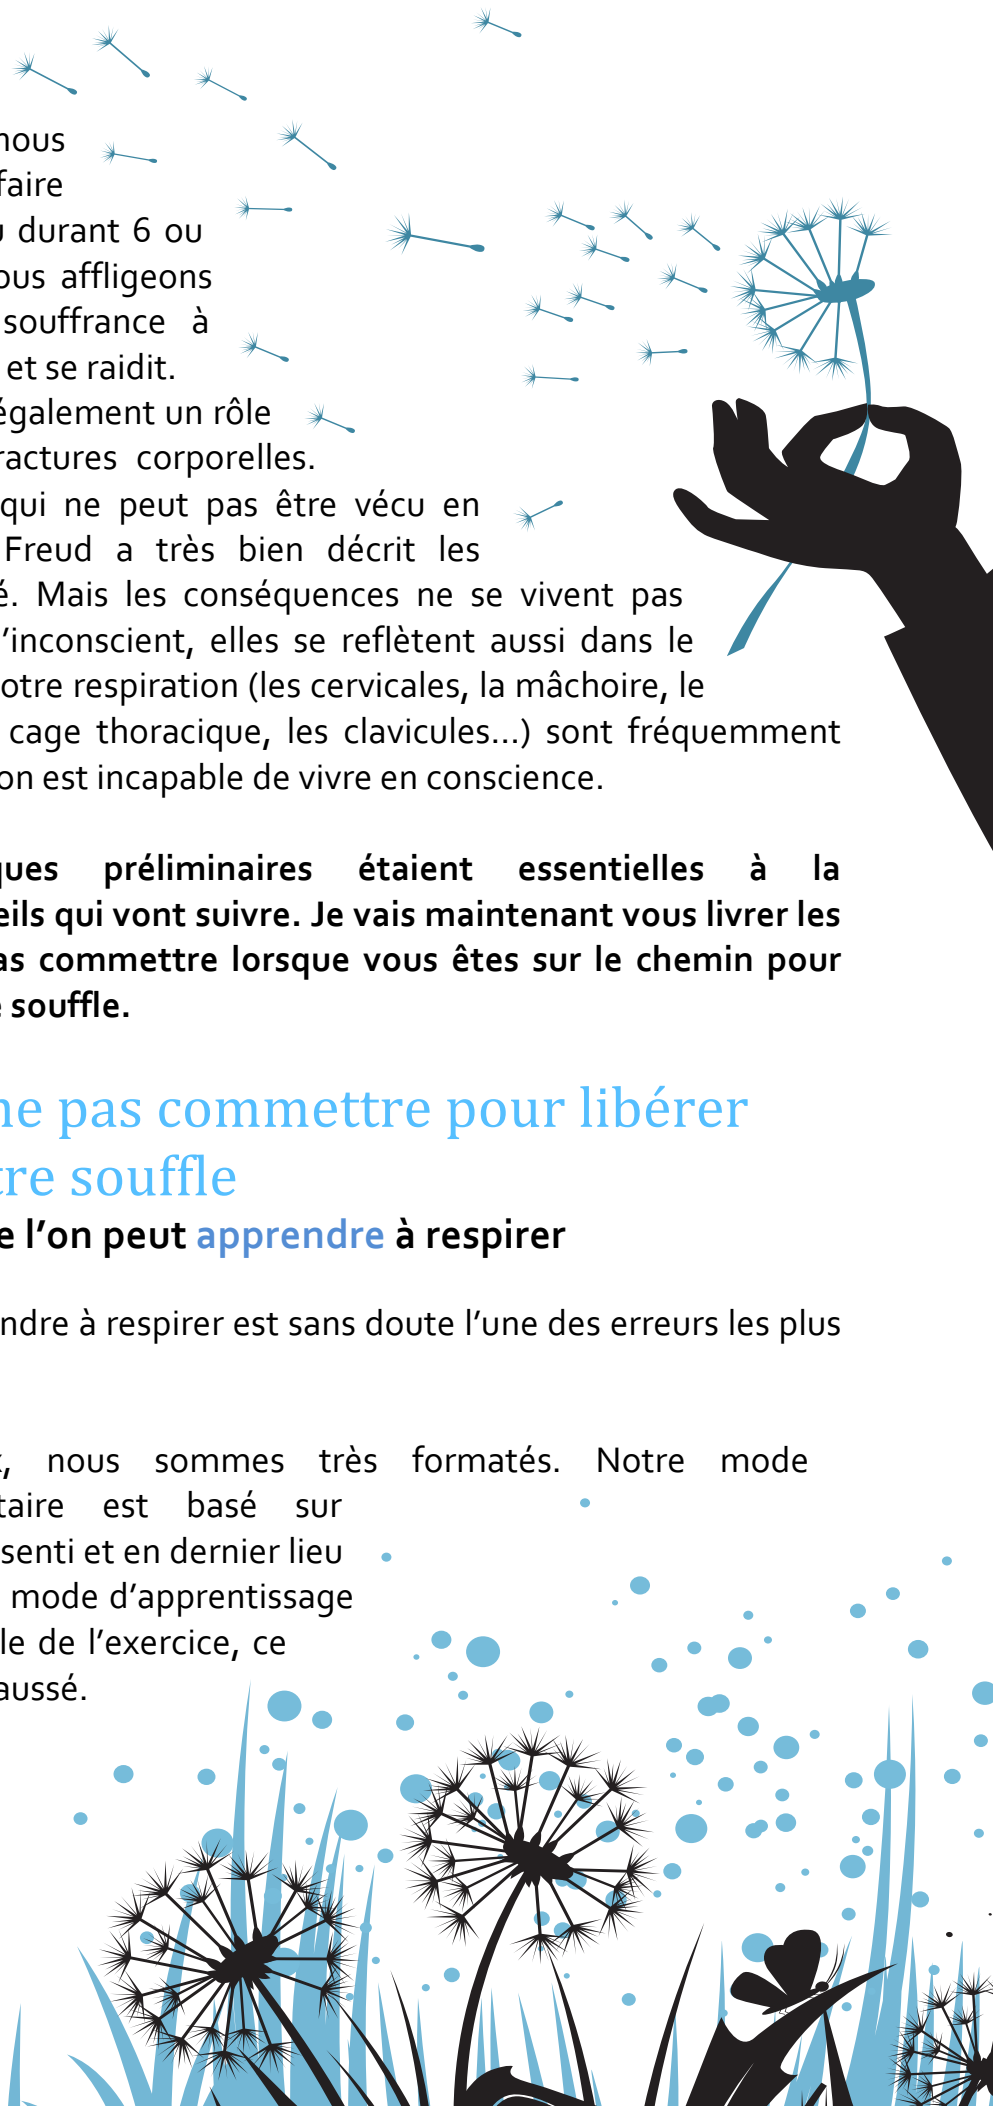 nous
faire
durant 6 ou
ous affligeons
souffrance à
et se raidit.
également un rôle
ractures corporelles.
qui ne peut pas être vécu en
Freud a très bien décrit les
é. Mais les conséquences ne se vivent pas
l’inconscient, elles se reflètent aussi dans le
otre respiration (les cervicales, la mâchoire, le
cage thoracique, les clavicules…) sont fréquemment
on est incapable de vivre en conscience.
ques préliminaires étaient essentielles à la
eils qui vont suivre. Je vais maintenant vous livrer les
as commettre lorsque vous êtes sur le chemin pour
e souffle.
ne pas commettre pour libérer
tre souffle
e l’on peut apprendre à respirer
ndre à respirer est sans doute l’une des erreurs les plus
, nous sommes très formatés. Notre mode
taire est basé sur
senti et en dernier lieu
mode d’apprentissage
le de l’exercice, ce
aussé.